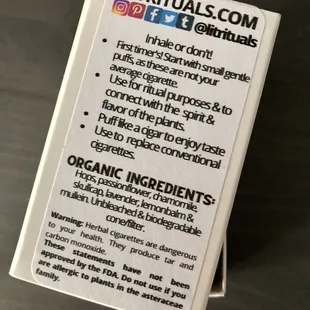 RITUALS.COM
@litrituals
Inhale or don't!
• First timer's! Start with small gentle
puffs, as these are not your
average cigarette.
• Use for ritual purposes & to
connect with the spirit &
flavor of the plants.
• Puff like a cigar to enjoy taste
• Use to replace conventional
cigarettes.
ORGANIC INGREDIENTS:
Hops, passionflower, chamomile,
skullcap, lavender, lemonbalm &
mullein. Unbleached & biodegradable
cone/filter.
Warning: Herbal cigarettes are dangerous
to your health. They produce tar and
carbon monoxide.
These statements have not been
approved by the FDA. Do not use if you
are allergic to plants in the asteraceae
family.